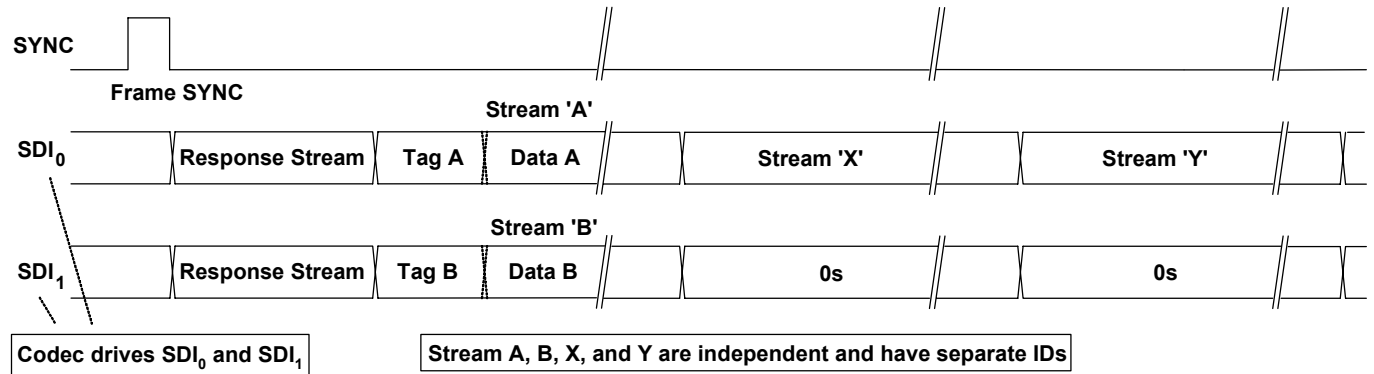 SYNC
Frame SYNC
Stream 'A'
SDI0 Response Stream Tag A Data A Stream 'X' Stream 'Y'
Stream 'B'
SDI1 Response Stream Tag B Data B 0s 0s
Codec drives SDI0 and SDI1
Stream A, B, X, and Y are independent and have separate IDs